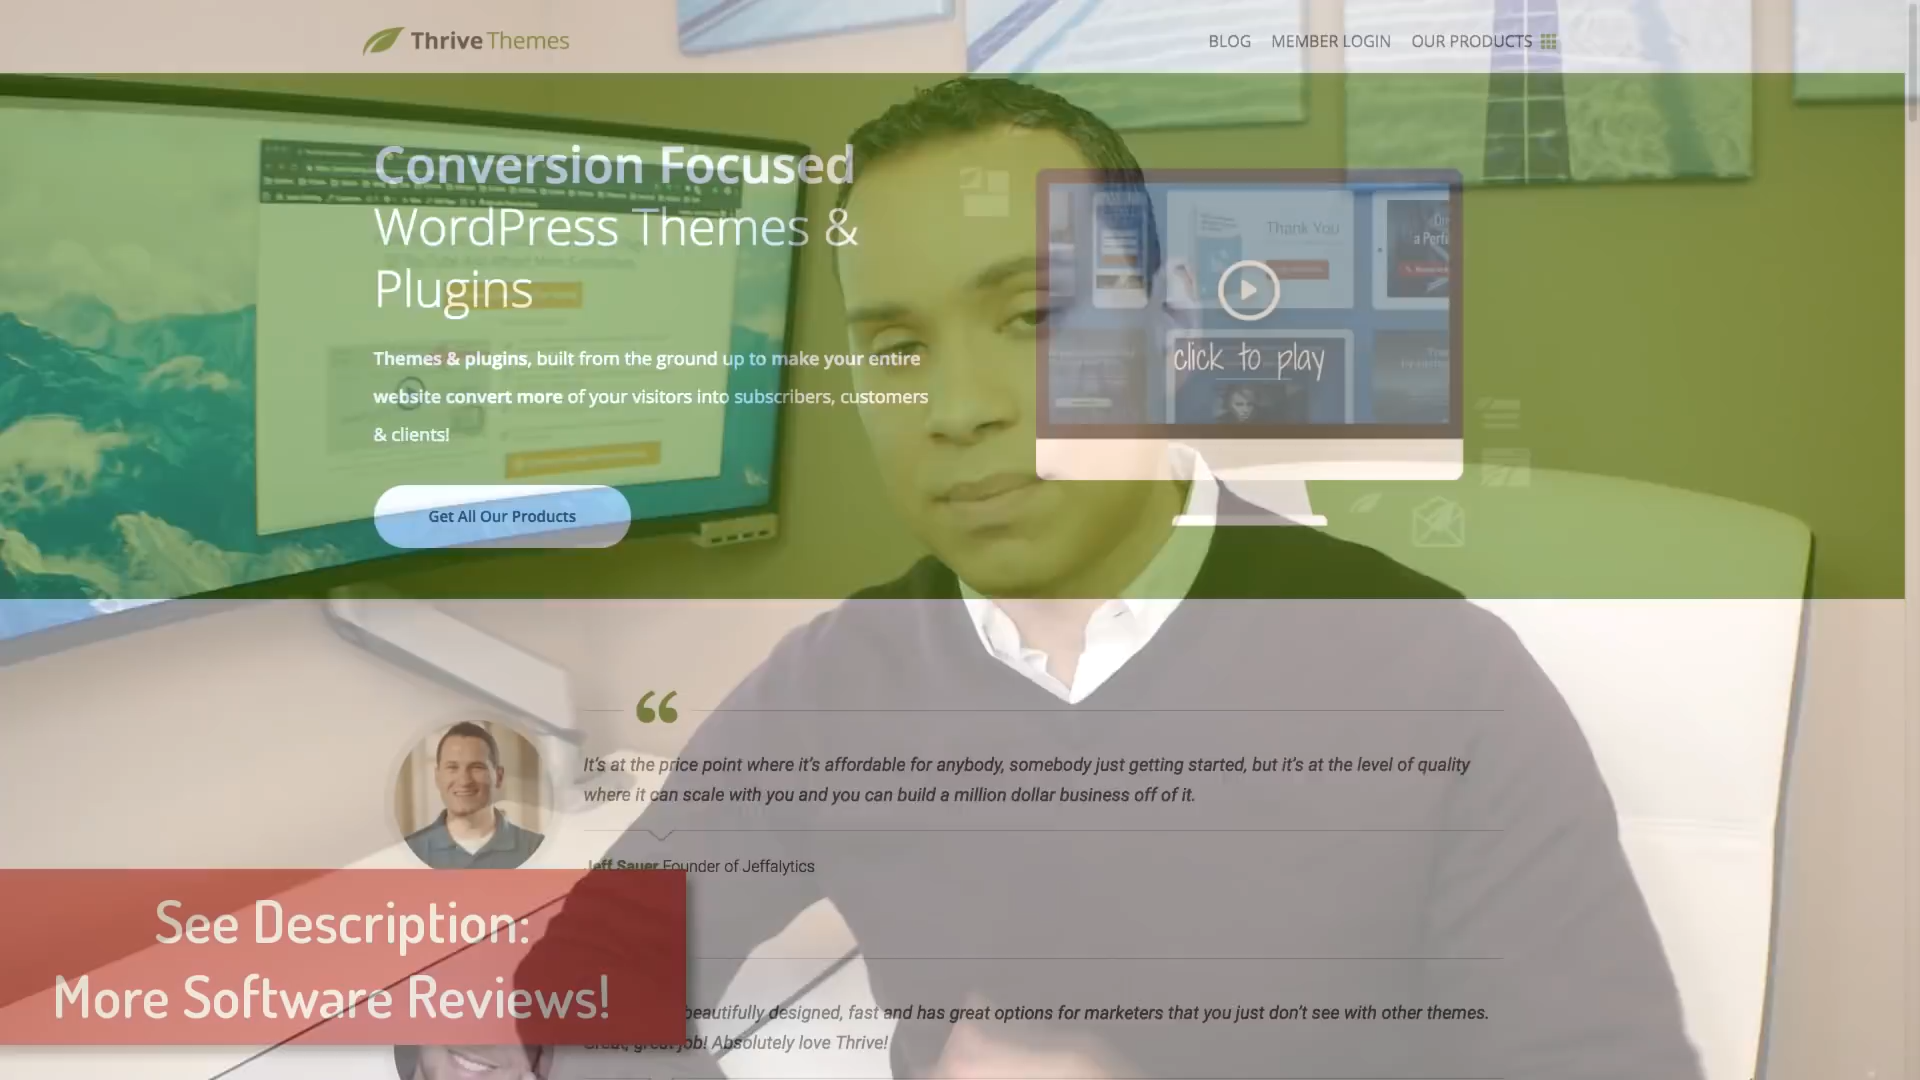 Thrive Themes
BLOG MEMBER LOGIN OUR PRODUCTS
Conversion Focused
WordPress Themes &
Plugins
Themes & plugins, built from the ground up to make your entire
website convert more of your visitors into subscribers, customers
& clients!
Get All Our Products
Thank You
click to play
It's at the price point where it's affordable for anybody, somebody just getting started, but it's at the level of quality
where it can scale with you and you can build a million dollar business off of it.
Jeff Sauer Founder of Jeffalytics
beautifully designed, fast and has great options for marketers that you just don't see with other themes.
Great, great job! Absolutely love Thrive!
See Description:
More Software Reviews!